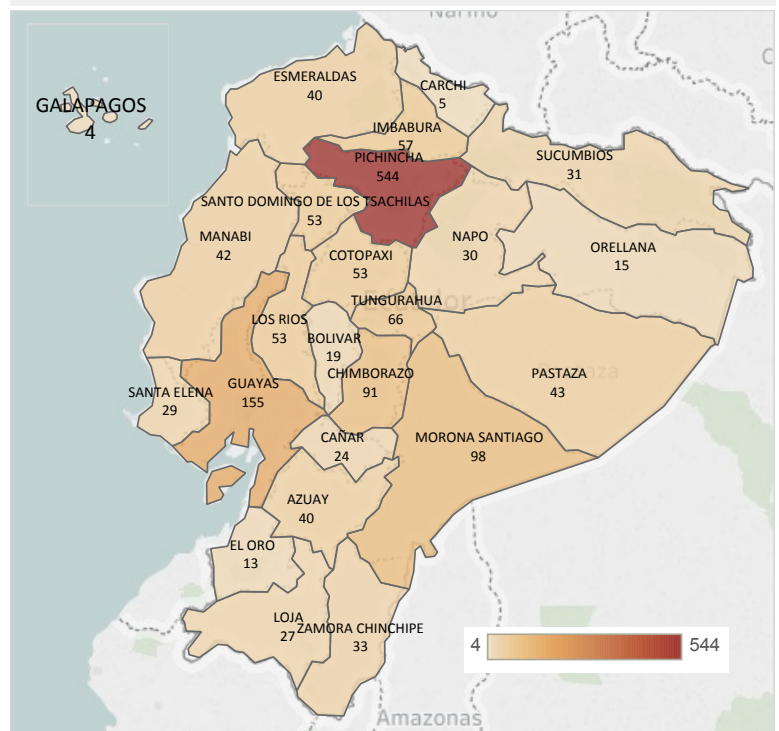 Nariño
ESMERALDAS
40
CARCHI
5
GALAPAGOS
4
IMBABURA
57
PICHINCHA
544
SUCUMBIOS
31
SANTO DOMINGO DE LOS TSACHILAS
53
MANABI
42
NAPO
30
ORELLANA
15
COTOPAXI
53
Ecuador
TUNGURAHUA
66
LOS RIOS
53
BOLIVAR
19
CHIMBORAZO
91
PASTAZA
43
SANTA ELENA
29
GUAYAS
155
CAÑAR
24
MORONA SANTIAGO
98
AZUAY
40
EL ORO
13
LOJA
27
ZAMORA CHINCHIPE
33
4
544
Amazonas